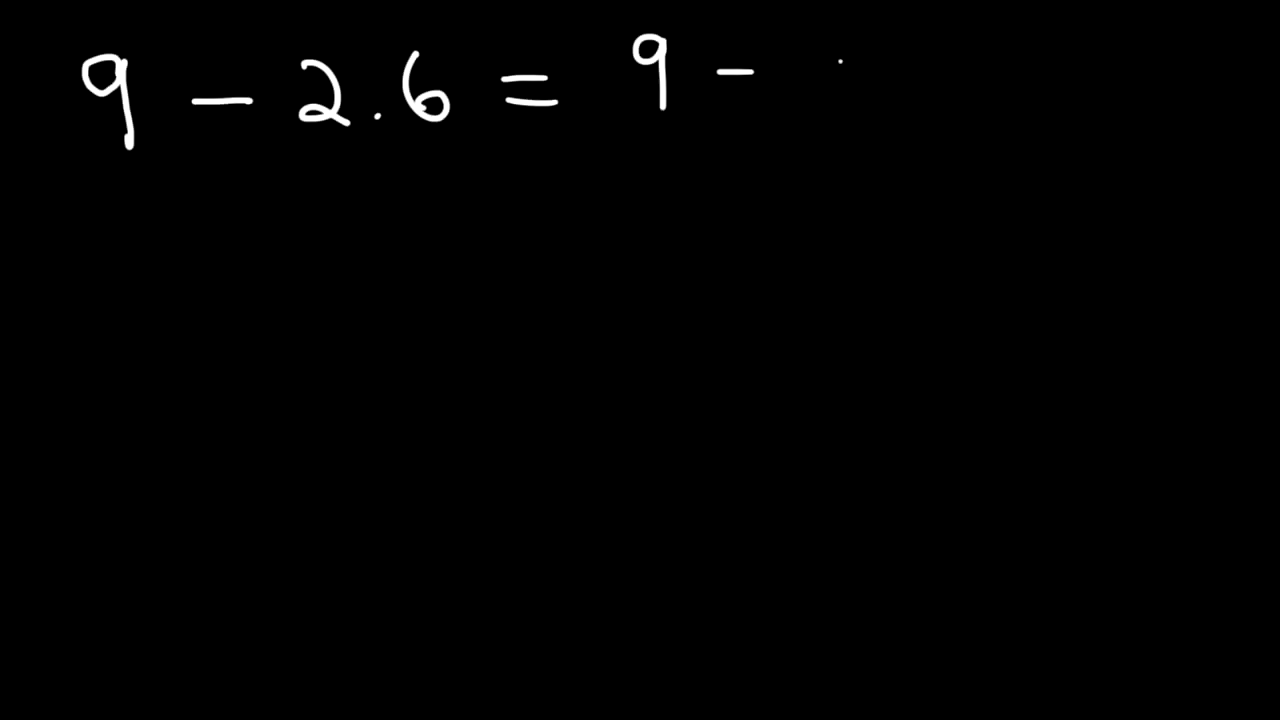 9 - 2.6 = 9 -